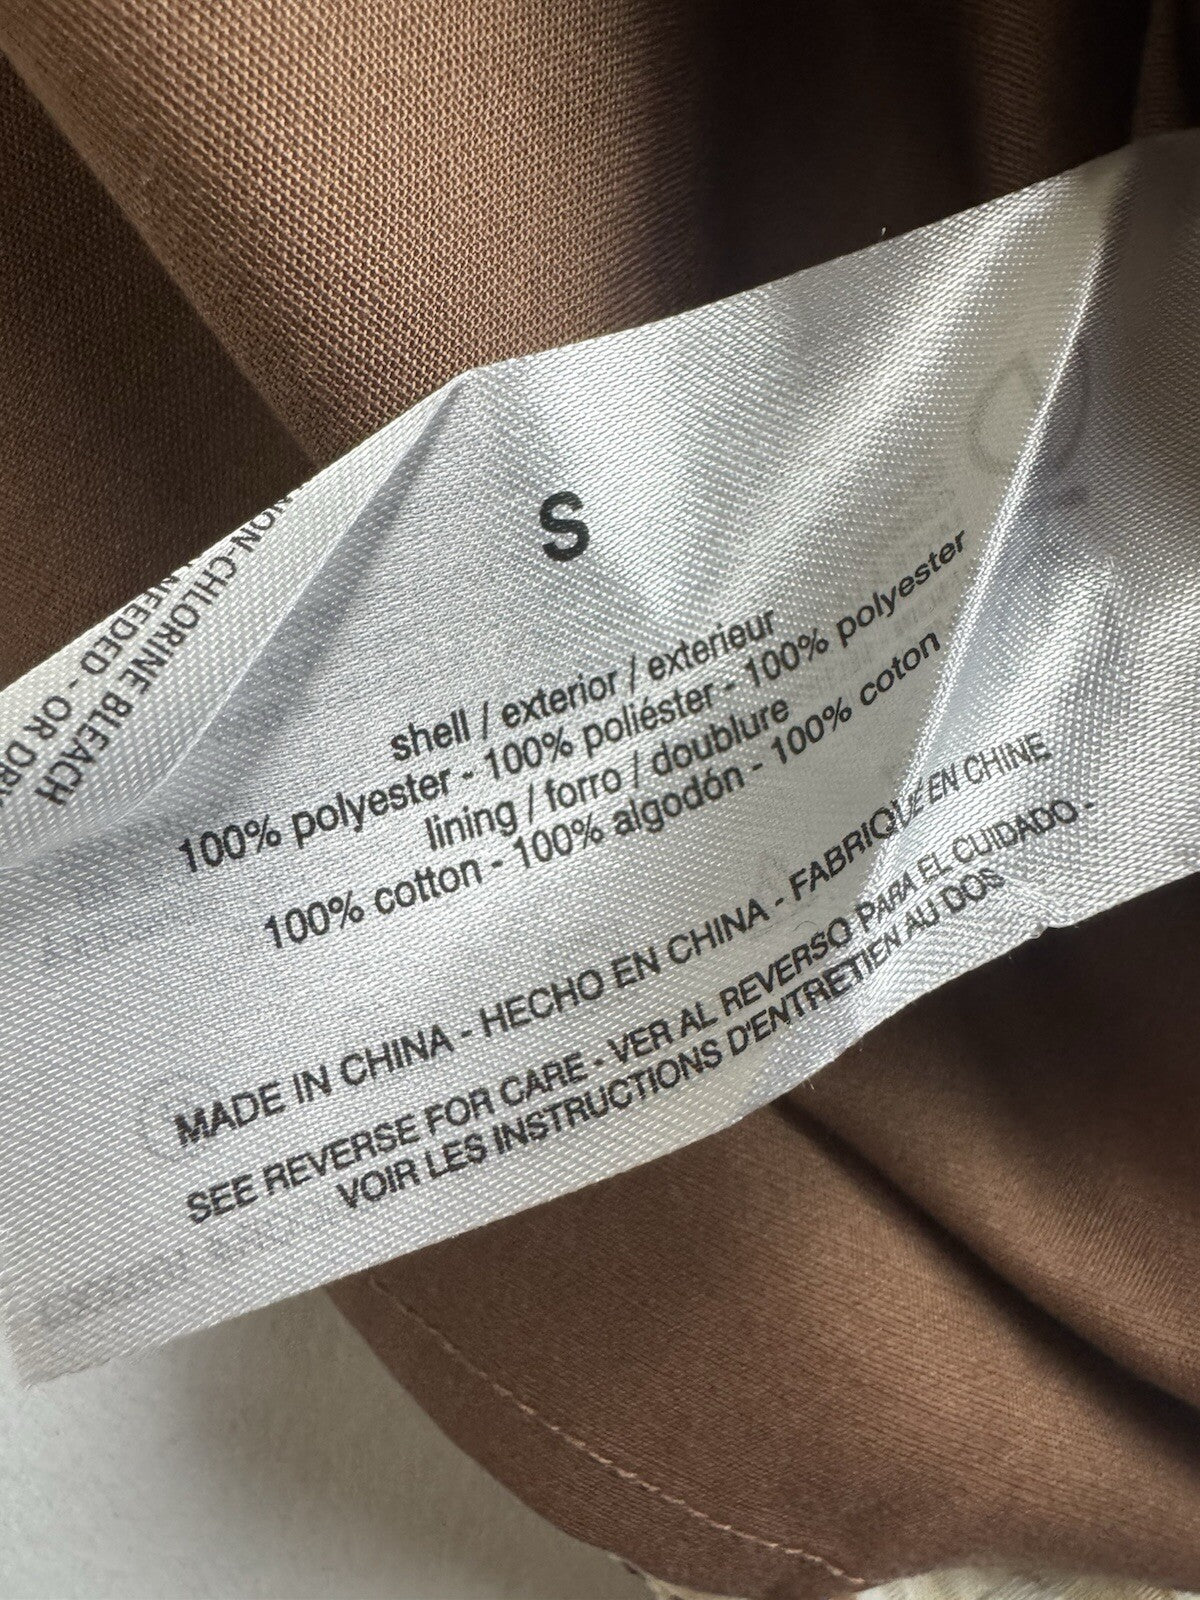 S
shell / exterior / exterieur
100% polyester - 100% poliéster - 100% polyester
lining / forro / doublure
100% cotton - 100% algodón - 100% coton
MADE IN CHINA - HECHO EN CHINA - FABRIQUÉ EN CHINE
SEE REVERSE FOR CARE - VER AL REVERSO PARA EL CUIDADO -
VOIR LES INSTRUCTIONS D'ENTRETIEN AU DOS
NON-CHLORINE BLEACH
NEEDED - OR